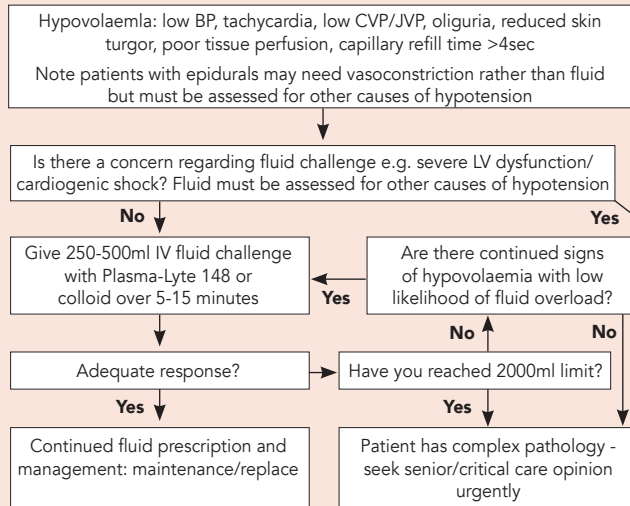 Hypovolaemla: low BP, tachycardia, low CVP/JVP, oliguria, reduced skin
turgor, poor tissue perfusion, capillary refill time >4sec
Note patients with epidurals may need vasoconstriction rather than fluid
but must be assessed for other causes of hypotension
Is there a concern regarding fluid challenge e.g. severe LV dysfunction/
cardiogenic shock? Fluid must be assessed for other causes of hypotension
No
Yes
Give 250-500ml IV fluid challenge
with Plasma-Lyte 148 or
colloid over 5-15 minutes
Yes
Are there continued signs
of hypovolaemia with low
likelihood of fluid overload?
No
No
Adequate response?
Have you reached 2000ml limit?
Yes
Yes
Continued fluid prescription and
management: maintenance/replace
Patient has complex pathology -
seek senior/critical care opinion
urgently